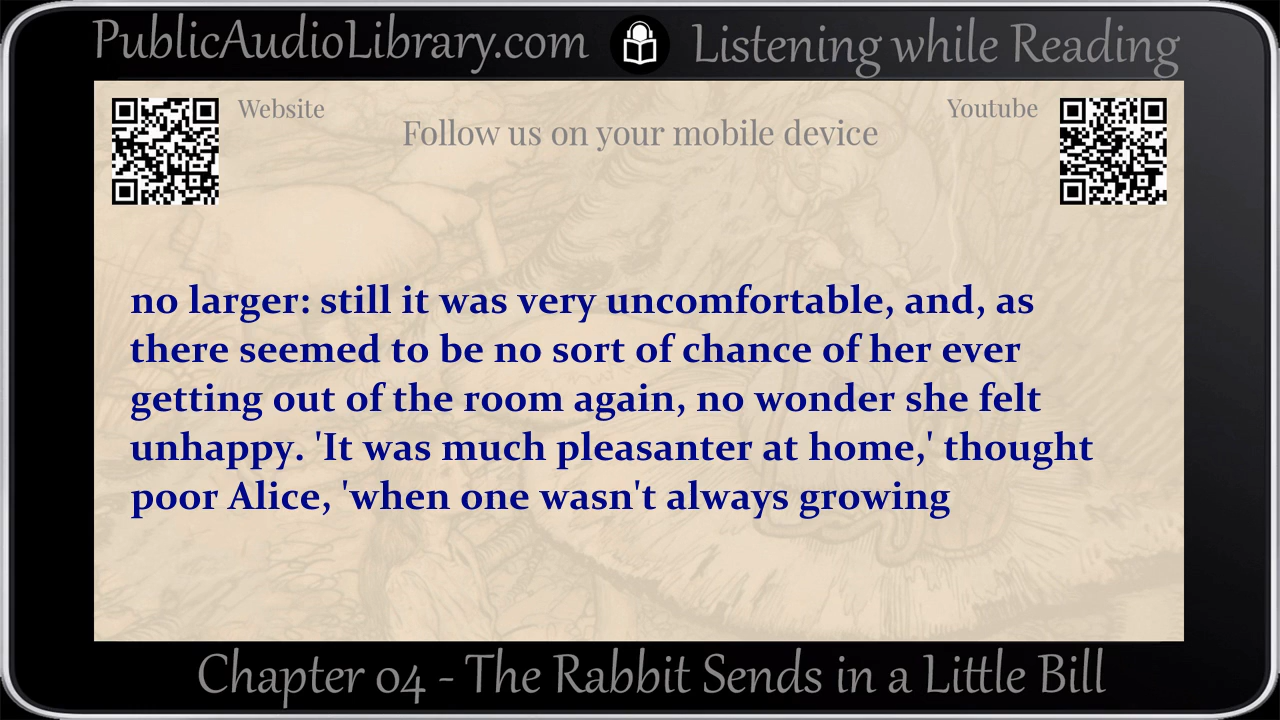 PublicAudioLibrary.com Listening while Reading
Website
Youtube
Follow us on your mobile device
no larger: still it was very uncomfortable, and, as
there seemed to be no sort of chance of her ever
getting out of the room again, no wonder she felt
unhappy. 'It was much pleasanter at home,' thought
poor Alice, 'when one wasn't always growing
Chapter 04 - The Rabbit Sends in a Little Bill